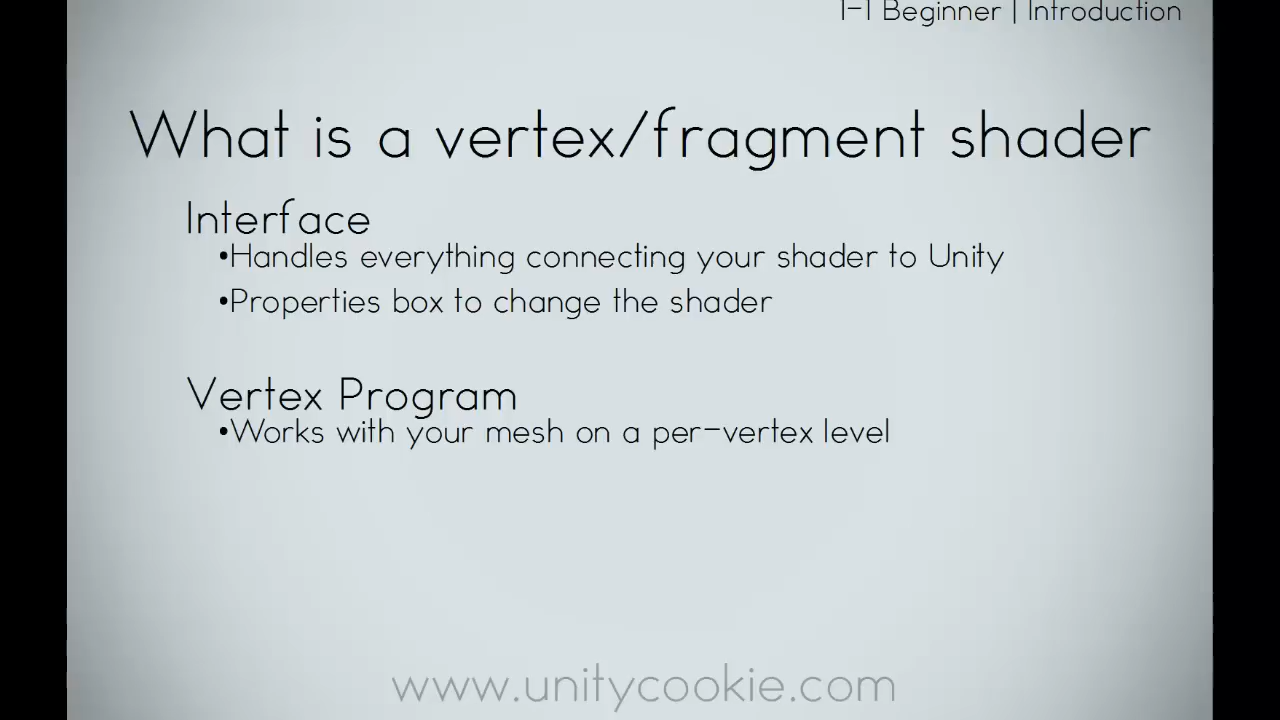 1-1 Beginner | Introduction
What is a vertex/fragment shader
Interface
•Handles everything connecting your shader to Unity
•Properties box to change the shader
Vertex Program
•Works with your mesh on a per-vertex level
www.unitycookie.com